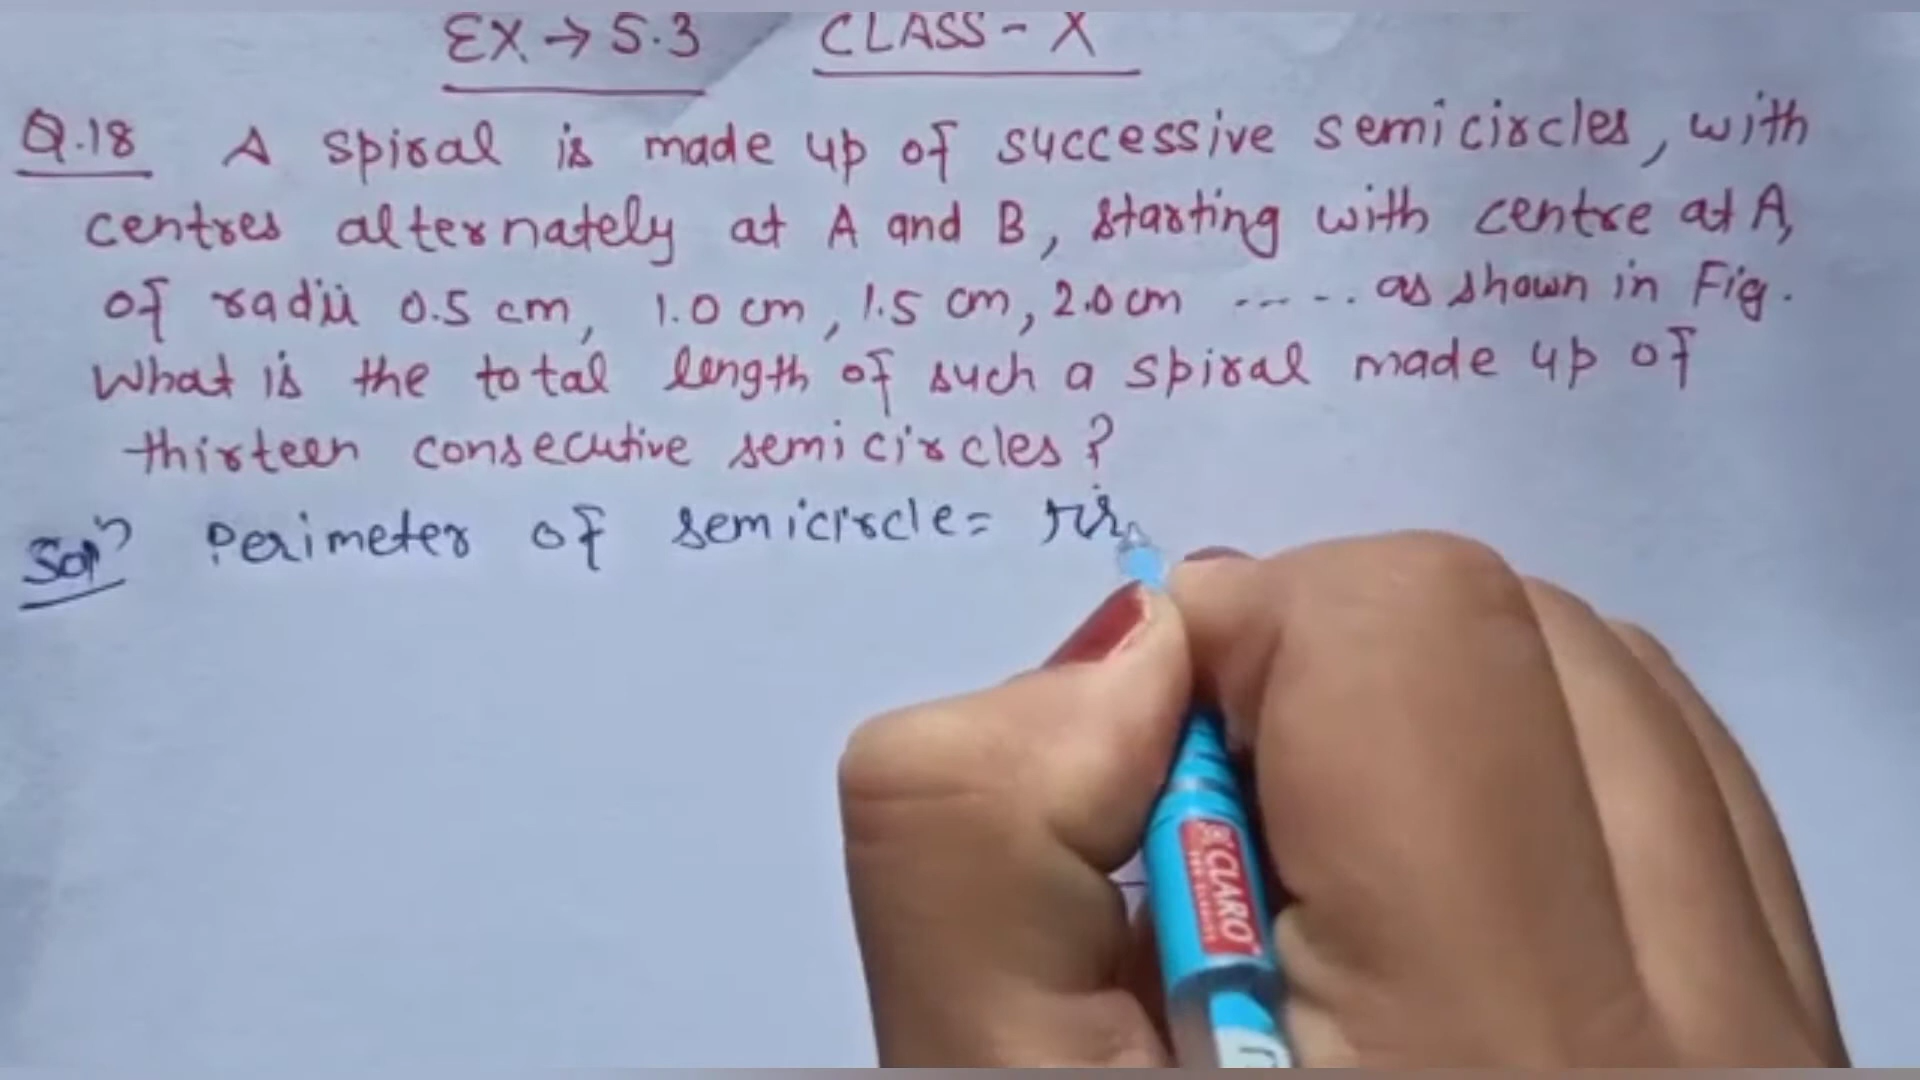 EX → 5.3 CLASS - X
Q.18 A spiral is made up of successive semicircles, with
centres alternately at A and B, starting with centre at A,
of radii 0.5 cm, 1.0 cm, 1.5 cm, 2.0 cm ..... as shown in Fig.
What is the total length of such a spiral made up of
thirteen consecutive semicircles?
Solⁿ Perimeter of semicircle = πr
CLARO